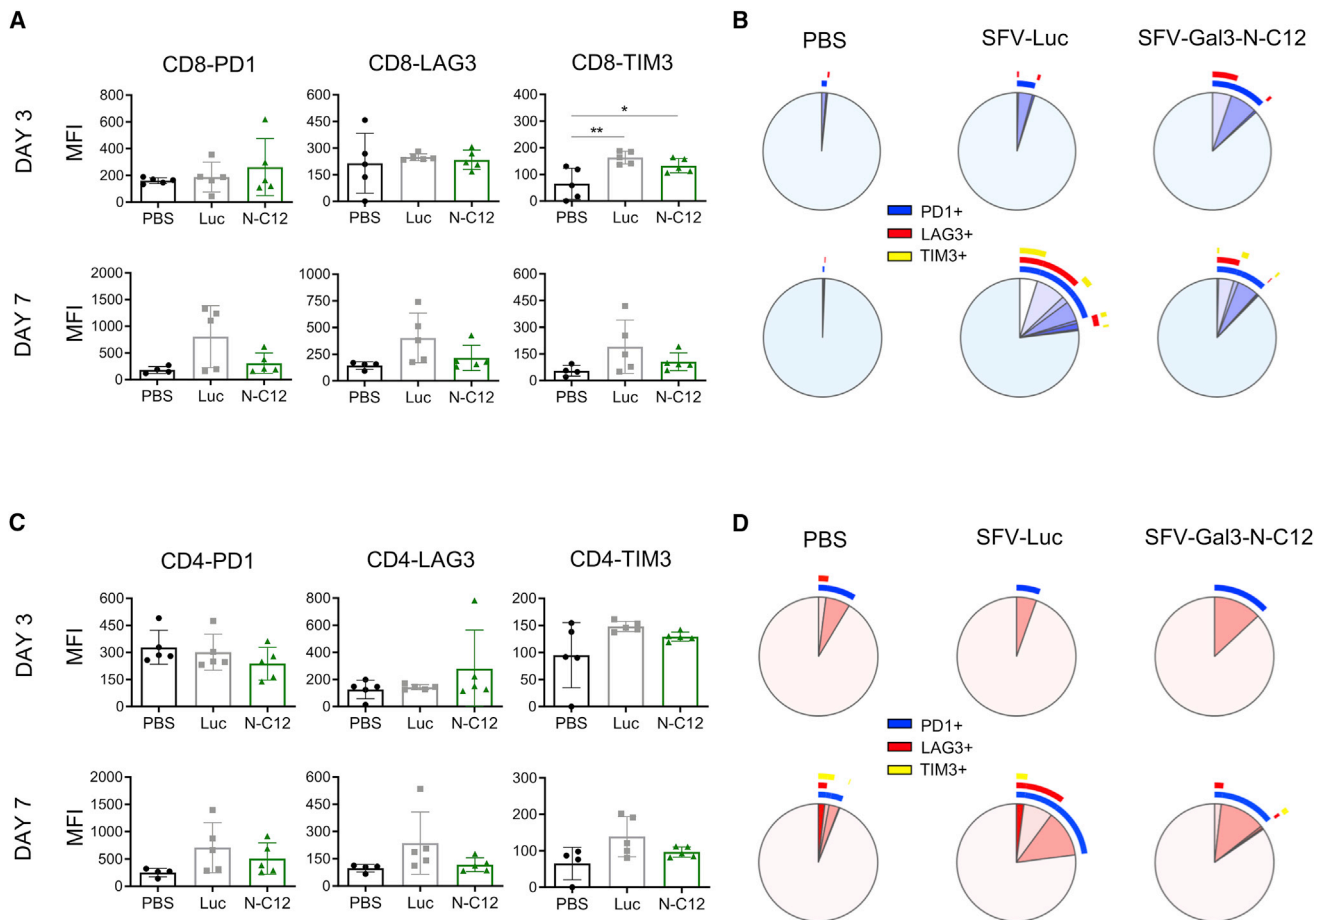 A
CD8-PD1 CD8-LAG3 CD8-TIM3
DAY 3
MFI
800
600
400
200
0
PBS Luc N-C12
600
450
300
150
0
PBS Luc N-C12
400
300
200
100
0
*
**
PBS Luc N-C12
DAY 7
MFI
2000
1500
1000
500
0
PBS Luc N-C12
1000
750
500
250
0
PBS Luc N-C12
600
450
300
150
0
PBS Luc N-C12
B
PBS SFV-Luc SFV-Gal3-N-C12
PD1+
LAG3+
TIM3+
C
CD4-PD1 CD4-LAG3 CD4-TIM3
DAY 3
MFI
600
450
300
150
0
PBS Luc N-C12
800
600
400
200
0
PBS Luc N-C12
200
150
100
50
0
PBS Luc N-C12
DAY 7
MFI
2000
1500
1000
500
0
PBS Luc N-C12
600
450
300
150
0
PBS Luc N-C12
300
200
100
0
PBS Luc N-C12
D
PBS SFV-Luc SFV-Gal3-N-C12
PD1+
LAG3+
TIM3+